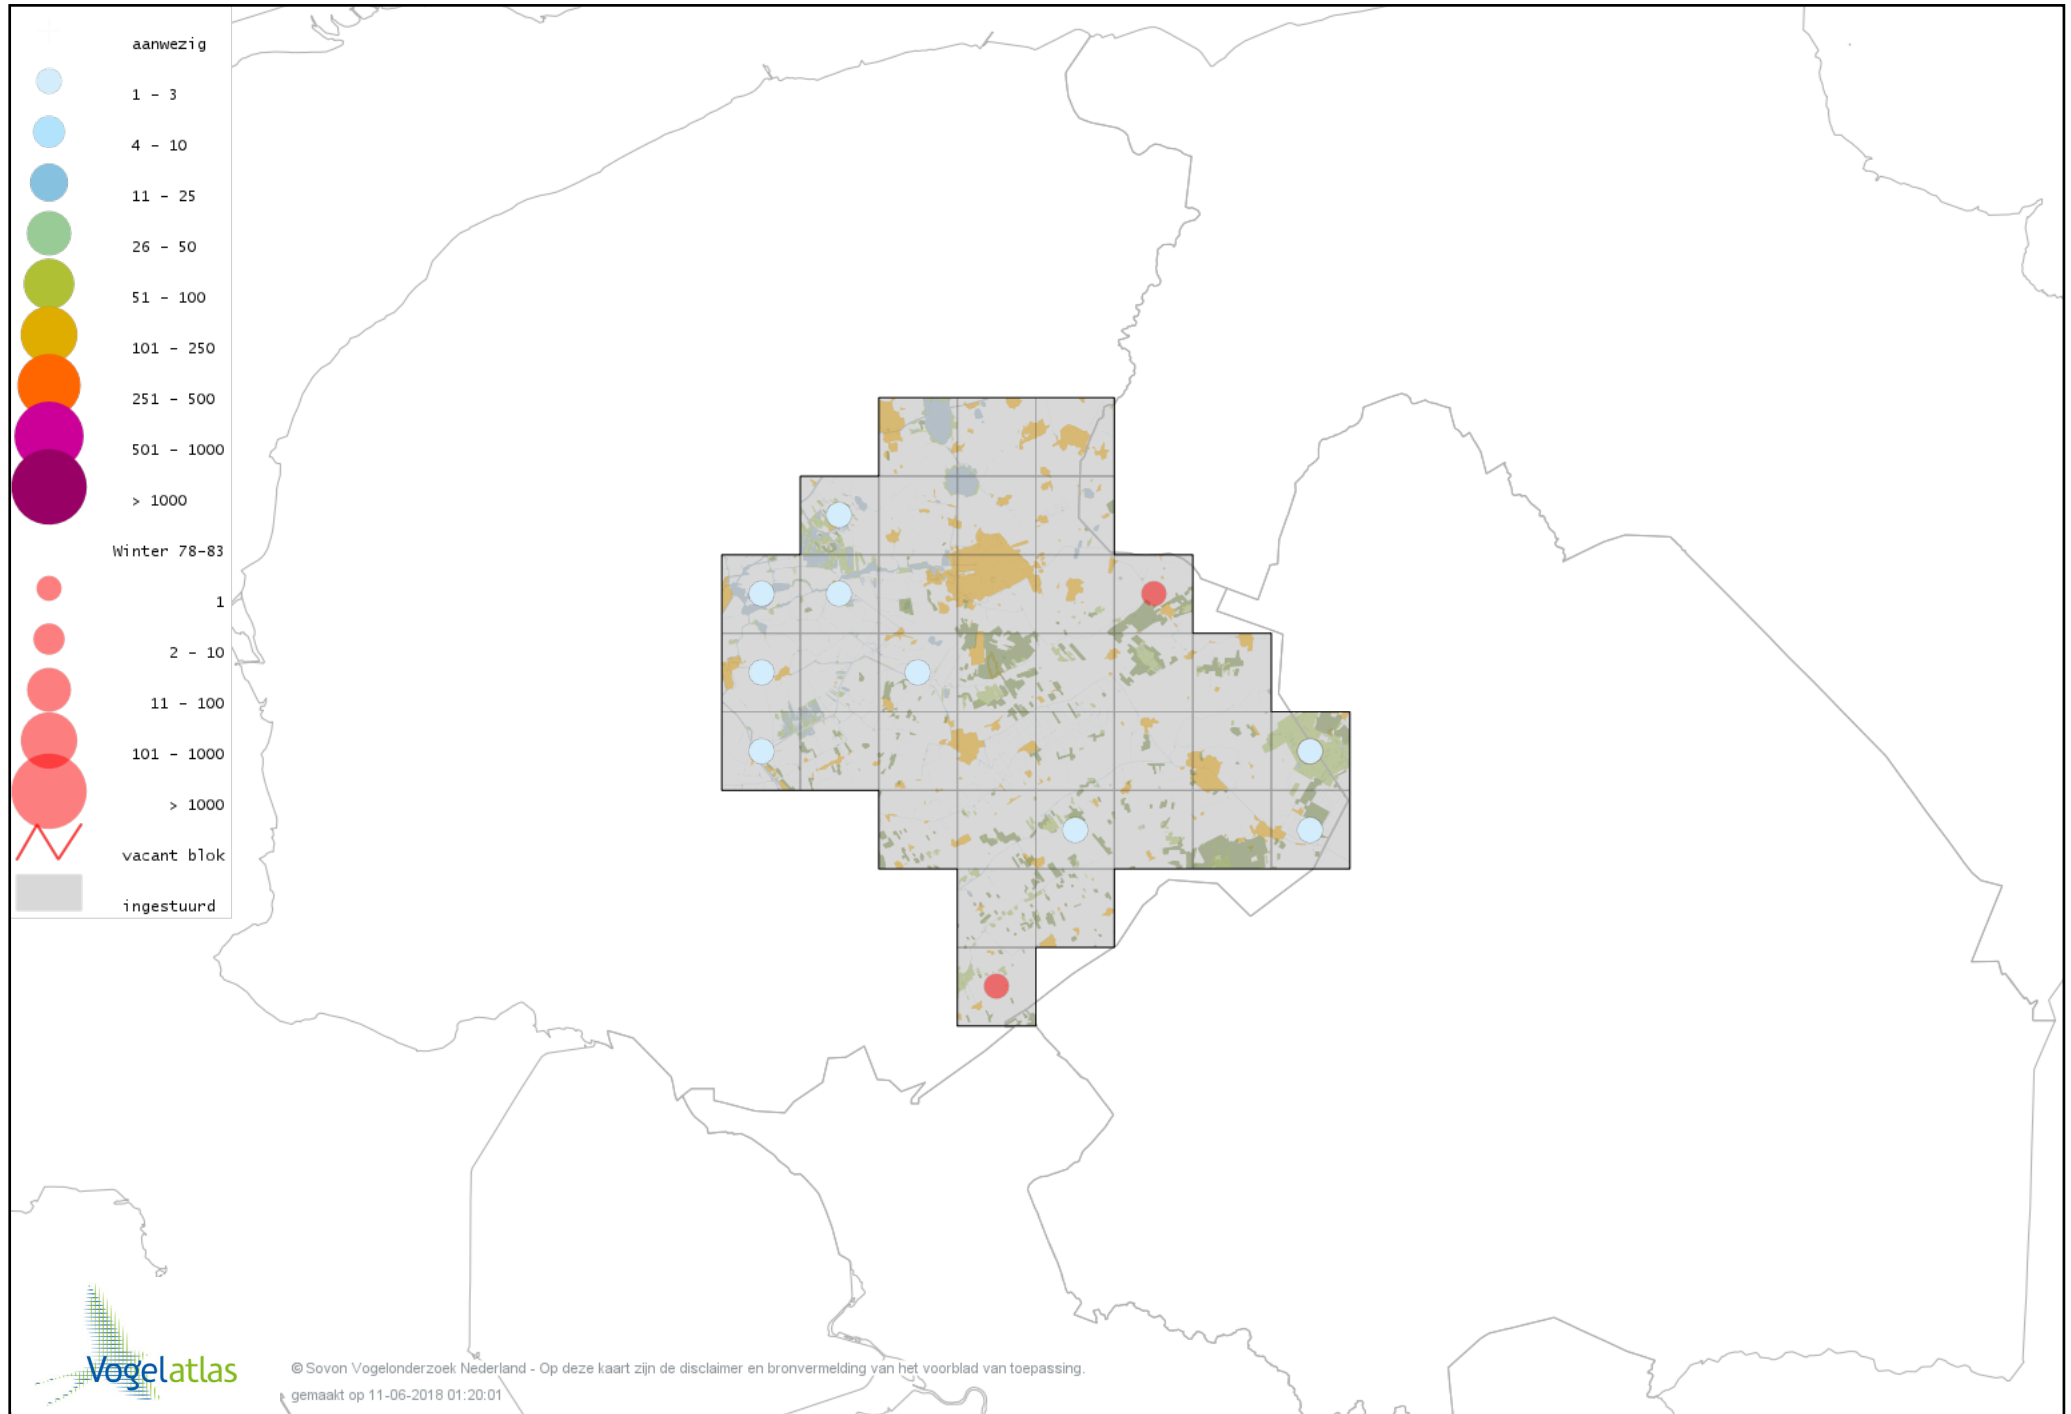 aanwezig
1 - 3
4 - 10
11 - 25
26 - 50
51 - 100
101 - 250
251 - 500
501 - 1000
> 1000
Winter 78-83
1
2 - 10
11 - 100
101 - 1000
> 1000
vacant blok
ingestuurd
Vogelatlas
© Sovon Vogelonderzoek Nederland - Op deze kaart zijn de disclaimer en bronvermelding van het voorblad van toepassing.
gemaakt op 11-06-2018 01:20:01